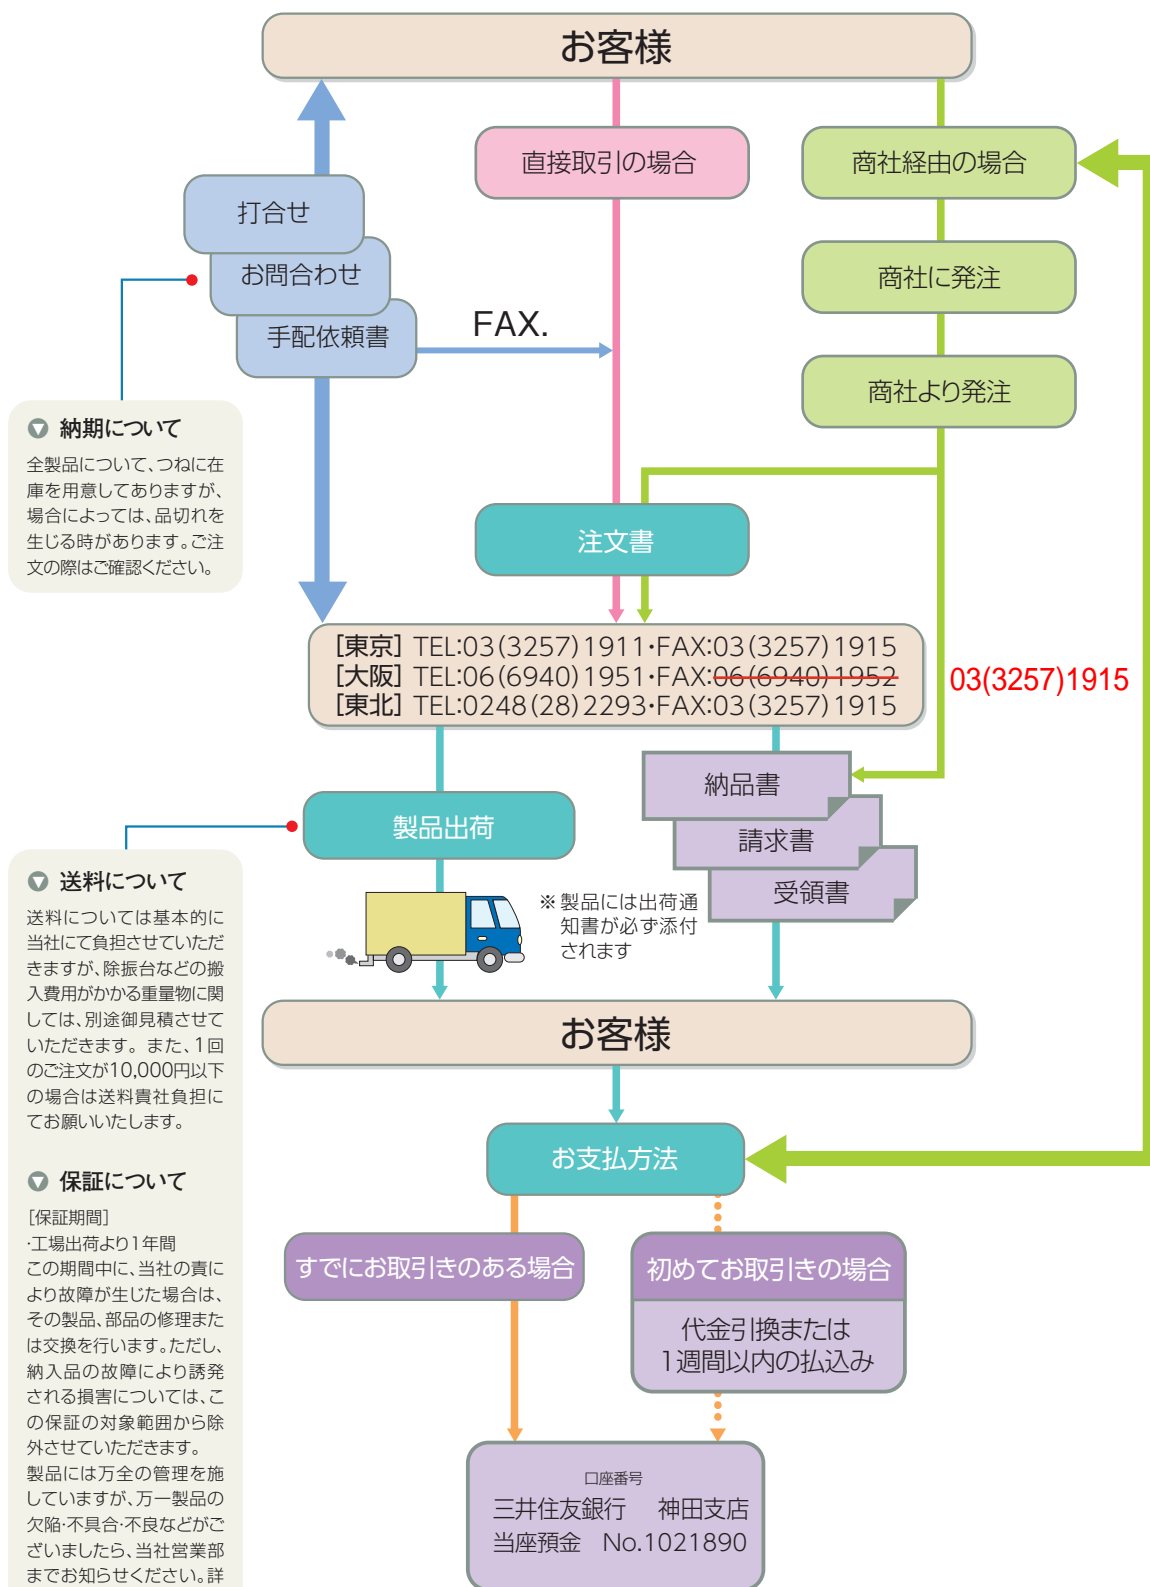 お客様
直接取引の場合
商社経由の場合
打合せ
お問合わせ
手配依頼書
FAX.
商社に発注
商社より発注
納期について
全製品について、つねに在
庫を用意してありますが、
場合によっては、品切れを
生じる時があります。ご注
文の際はご確認ください。
注文書
[東京] TEL:03(3257)1911・FAX:03(3257)1915
[大阪] TEL:06(6940)1951・FAX:06(6940)1952
03(3257)1915
[東北] TEL:0248(28)2293・FAX:03(3257)1915
納品書
請求書
受領書
製品出荷
※製品には出荷通
知書が必ず添付
されます
送料について
送料については基本的に
当社にて負担させていただ
きますが、除振台などの搬
入費用がかかる重量物に関
しては、別途御見積させて
いただきます。また、1回
のご注文が10,000円以下
の場合は送料貴社負担に
てお願いいたします。
お客様
お支払方法
保証について
[保証期間]
・工場出荷より1年間
この期間中に、当社の責に
より故障が生じた場合は、
その製品、部品の修理また
は交換を行います。ただし、
納入品の故障により誘発
される損害については、こ
の保証の対象範囲から除
外させていただきます。
製品には万全の管理を施
していますが、万一製品の
欠陥・不具合・不良などがご
ざいましたら、当社営業部
までお知らせください。詳
すでにお取引きのある場合
初めてお取引きの場合
代金引換または
1週間以内の払込み
口座番号
三井住友銀行 神田支店
当座預金 No.1021890